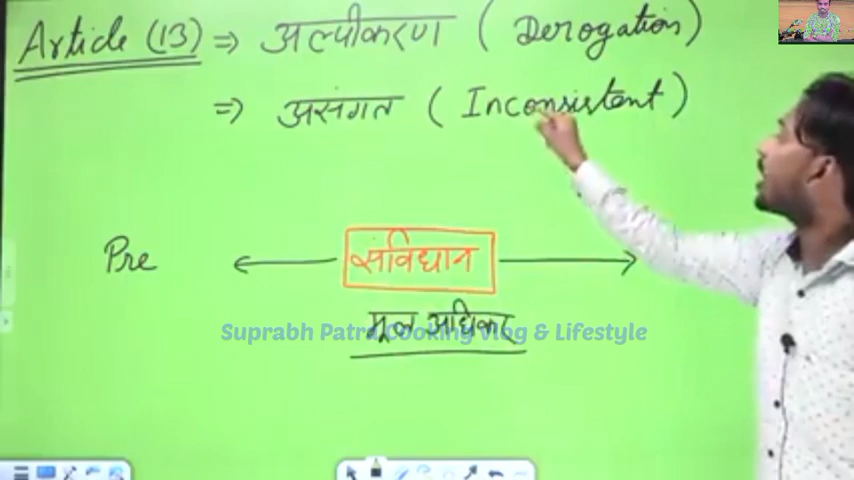 Article (13) ⇒ अल्पीकरण ( Derogation )
⇒ असंगत ( Inconsistent )
Pre ← संविधान →
मूल अधिकार
Suprabh Patra Cooking Vlog & Lifestyle